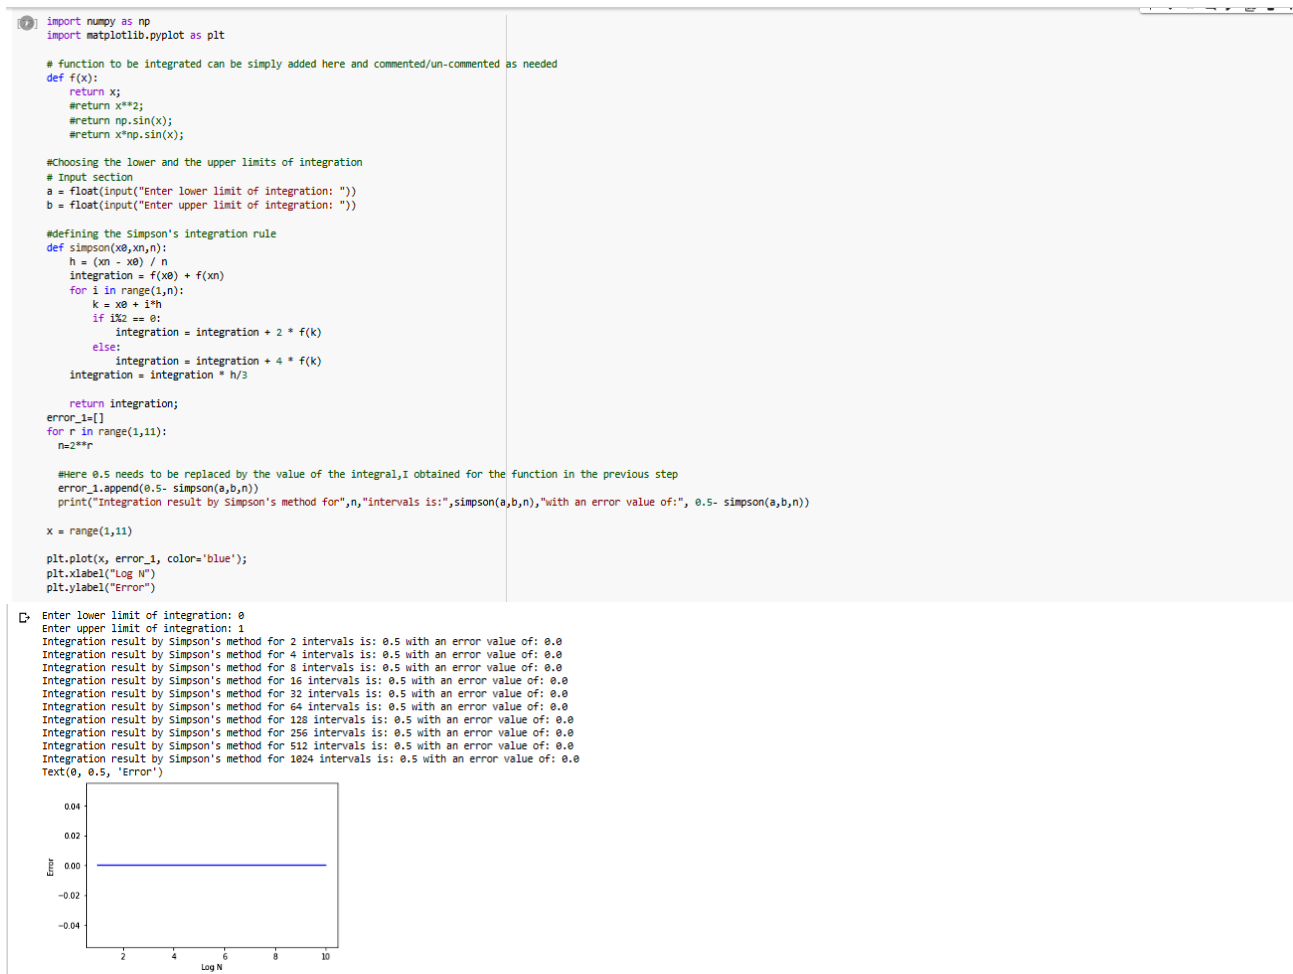 import numpy as np
import matplotlib.pyplot as plt
# function to be integrated can be simply added here and commented/un-commented as needed
def f(x):
    return x;
    #return x**2;
    #return np.sin(x);
    #return x*np.sin(x);
#Choosing the lower and the upper limits of integration
# Input section
a = float(input("Enter lower limit of integration: "))
b = float(input("Enter upper limit of integration: "))
#defining the Simpson's integration rule
def simpson(x0,xn,n):
    h = (xn - x0) / n
    integration = f(x0) + f(xn)
    for i in range(1,n):
        k = x0 + i*h
        if i%2 == 0:
            integration = integration + 2 * f(k)
        else:
            integration = integration + 4 * f(k)
    integration = integration * h/3
    return integration;
error_1=[]
for r in range(1,11):
  n=2**r
  #Here 0.5 needs to be replaced by the value of the integral,I obtained for the function in the previous step
  error_1.append(0.5- simpson(a,b,n))
  print("Integration result by Simpson's method for",n,"intervals is:",simpson(a,b,n),"with an error value of:", 0.5- simpson(a,b,n))
x = range(1,11)
plt.plot(x, error_1, color='blue');
plt.xlabel("Log N")
plt.ylabel("Error")
Enter lower limit of integration: 0
Enter upper limit of integration: 1
Integration result by Simpson's method for 2 intervals is: 0.5 with an error value of: 0.0
Integration result by Simpson's method for 4 intervals is: 0.5 with an error value of: 0.0
Integration result by Simpson's method for 8 intervals is: 0.5 with an error value of: 0.0
Integration result by Simpson's method for 16 intervals is: 0.5 with an error value of: 0.0
Integration result by Simpson's method for 32 intervals is: 0.5 with an error value of: 0.0
Integration result by Simpson's method for 64 intervals is: 0.5 with an error value of: 0.0
Integration result by Simpson's method for 128 intervals is: 0.5 with an error value of: 0.0
Integration result by Simpson's method for 256 intervals is: 0.5 with an error value of: 0.0
Integration result by Simpson's method for 512 intervals is: 0.5 with an error value of: 0.0
Integration result by Simpson's method for 1024 intervals is: 0.5 with an error value of: 0.0
Text(0, 0.5, 'Error')
0.04
0.02
0.00
−0.02
−0.04
Error
2 4 6 8 10
Log N